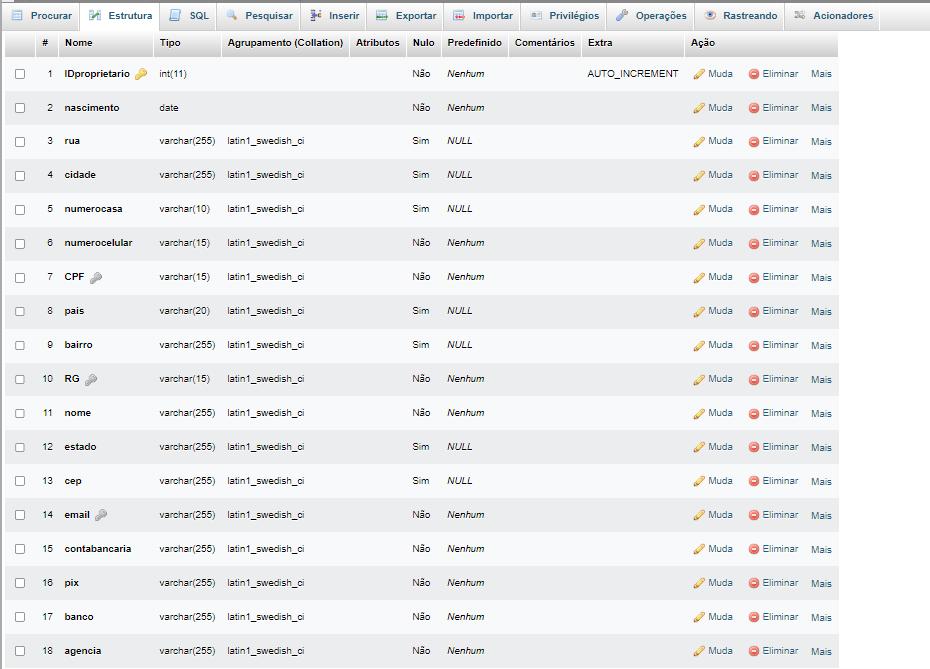 Procurar Estrutura SQL Pesquisar Inserir Exportar Importar Privilégios Operações Rastreando Acionadores
# Nome Tipo Agrupamento (Collation) Atributos Nulo Predefinido Comentários Extra Ação
1 IDproprietario int(11) Não Nenhum AUTO_INCREMENT Muda Eliminar Mais
2 nascimento date Não Nenhum Muda Eliminar Mais
3 rua varchar(255) latin1_swedish_ci Sim NULL Muda Eliminar Mais
4 cidade varchar(255) latin1_swedish_ci Sim NULL Muda Eliminar Mais
5 numerocasa varchar(10) latin1_swedish_ci Sim NULL Muda Eliminar Mais
6 numerocelular varchar(15) latin1_swedish_ci Não Nenhum Muda Eliminar Mais
7 CPF varchar(15) latin1_swedish_ci Não Nenhum Muda Eliminar Mais
8 pais varchar(20) latin1_swedish_ci Sim NULL Muda Eliminar Mais
9 bairro varchar(255) latin1_swedish_ci Sim NULL Muda Eliminar Mais
10 RG varchar(15) latin1_swedish_ci Não Nenhum Muda Eliminar Mais
11 nome varchar(255) latin1_swedish_ci Não Nenhum Muda Eliminar Mais
12 estado varchar(255) latin1_swedish_ci Sim NULL Muda Eliminar Mais
13 cep varchar(255) latin1_swedish_ci Sim NULL Muda Eliminar Mais
14 email varchar(255) latin1_swedish_ci Não Nenhum Muda Eliminar Mais
15 contabancaria varchar(255) latin1_swedish_ci Não Nenhum Muda Eliminar Mais
16 pix varchar(255) latin1_swedish_ci Não Nenhum Muda Eliminar Mais
17 banco varchar(255) latin1_swedish_ci Não Nenhum Muda Eliminar Mais
18 agencia varchar(255) latin1_swedish_ci Não Nenhum Muda Eliminar Mais